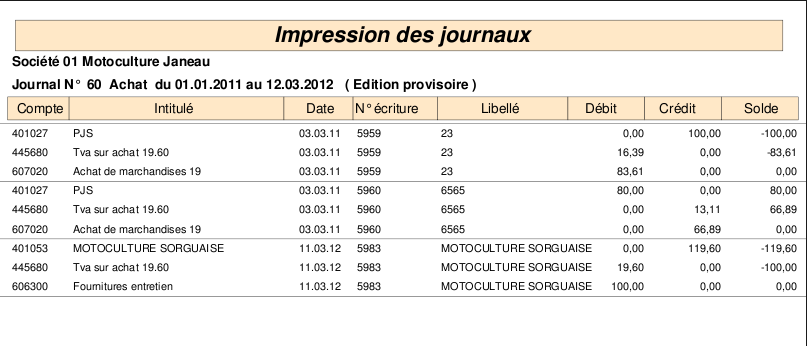 Impression des journaux
Société 01 Motoculture Janeau
Journal N° 60 Achat du 01.01.2011 au 12.03.2012 ( Edition provisoire )
Compte Intitulé Date N° écriture Libellé Débit Crédit Solde
401027 PJS 03.03.11 5959 23 0,00 100,00 -100,00
445680 Tva sur achat 19.60 03.03.11 5959 23 16,39 0,00 -83,61
607020 Achat de marchandises 19 03.03.11 5959 23 83,61 0,00 0,00
401027 PJS 03.03.11 5960 6565 80,00 0,00 80,00
445680 Tva sur achat 19.60 03.03.11 5960 6565 0,00 13,11 66,89
607020 Achat de marchandises 19 03.03.11 5960 6565 0,00 66,89 0,00
401053 MOTOCULTURE SORGUAISE 11.03.12 5983 MOTOCULTURE SORGUAISE 0,00 119,60 -119,60
445680 Tva sur achat 19.60 11.03.12 5983 MOTOCULTURE SORGUAISE 19,60 0,00 -100,00
606300 Fournitures entretien 11.03.12 5983 MOTOCULTURE SORGUAISE 100,00 0,00 0,00